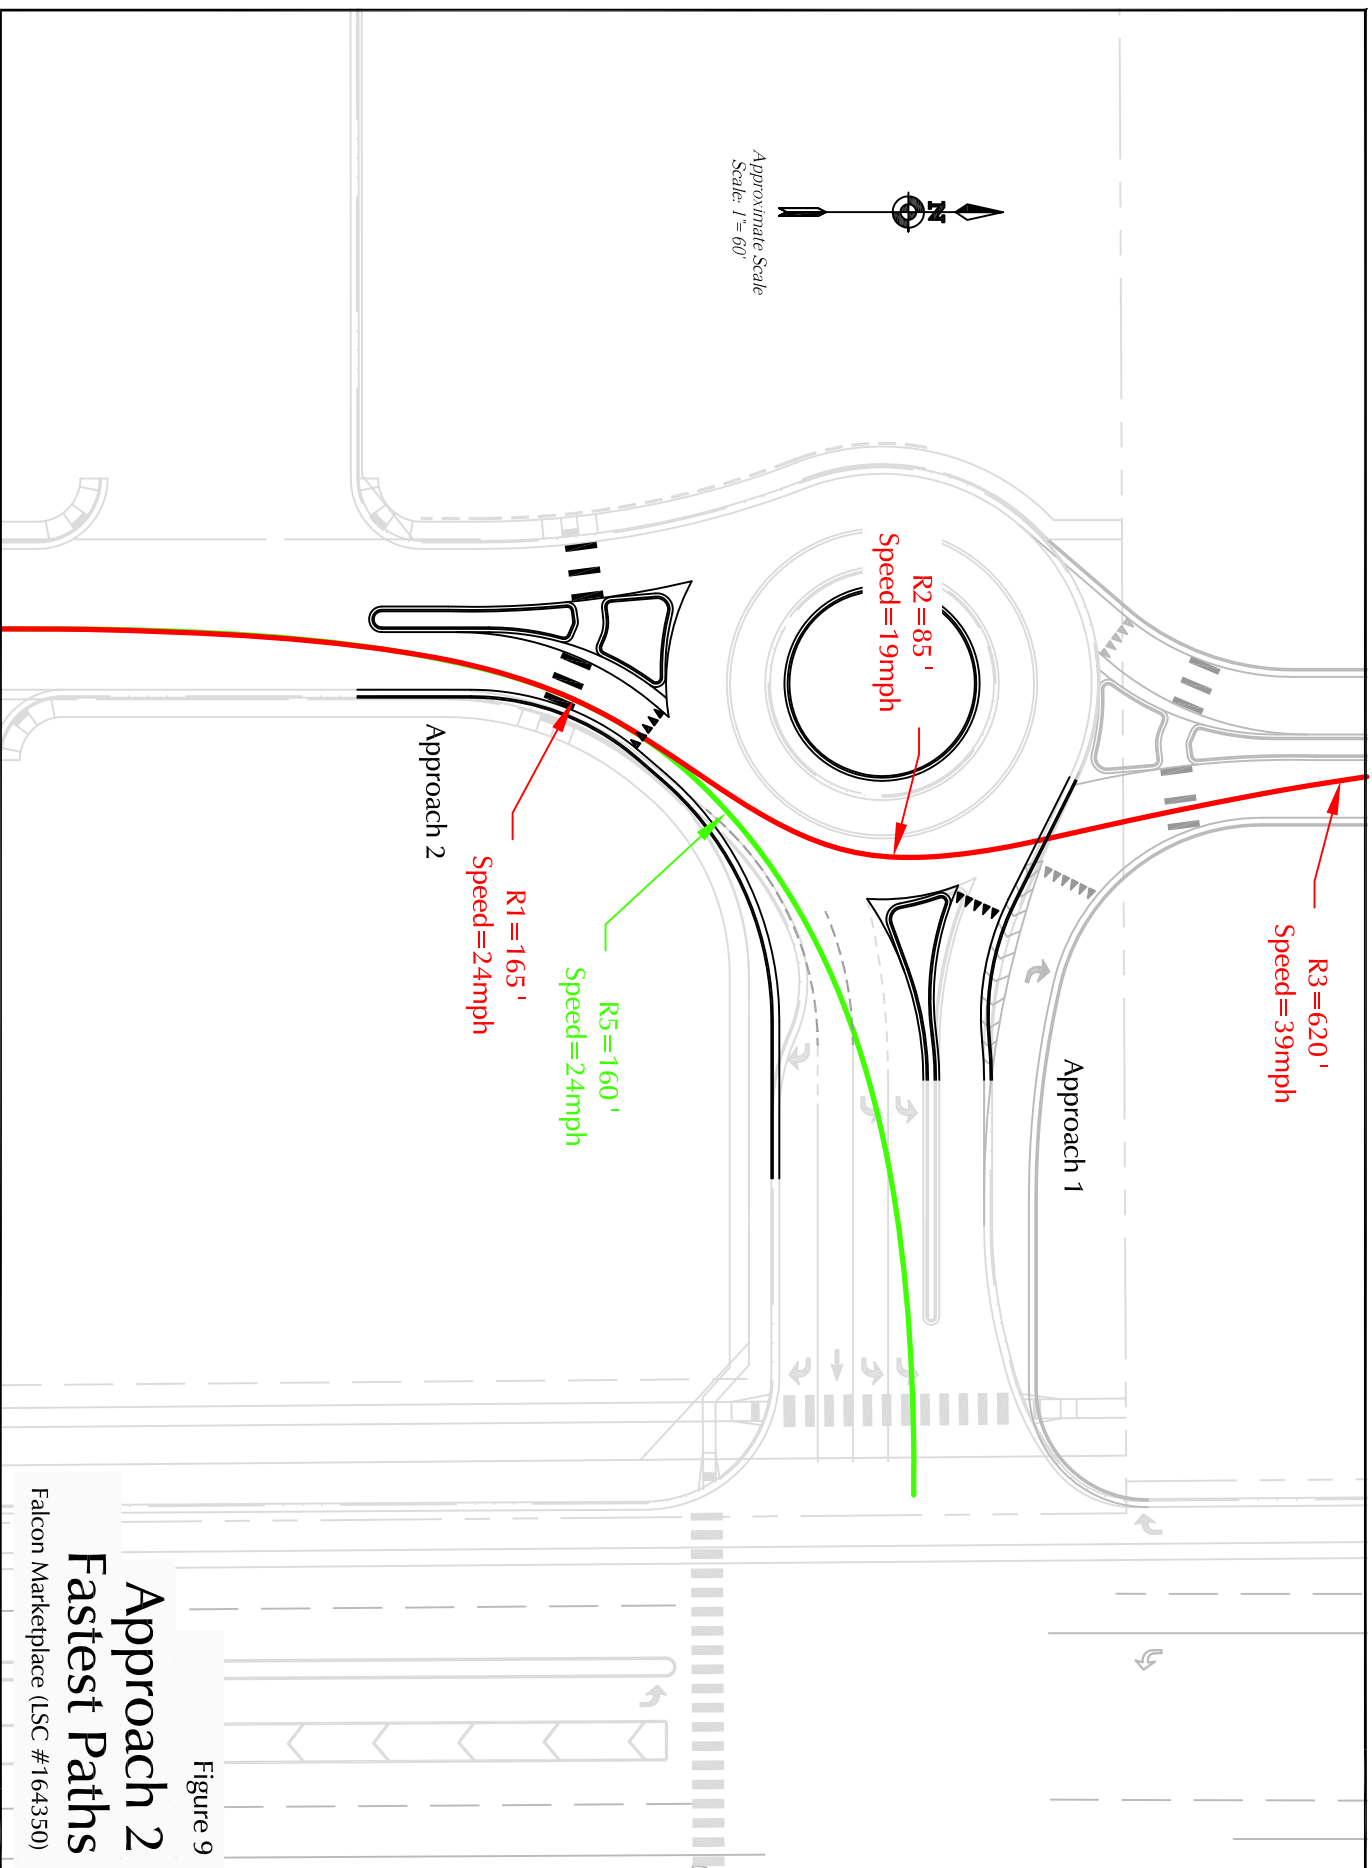 R3=620'
Speed=39mph
Approach 1
R2=85'
Speed=19mph
N
Approximate Scale
Scale: 1"= 60'
R5=160'
Speed=24mph
R1=165'
Speed=24mph
Approach 2
Figure 9
Approach 2
Fastest Paths
Falcon Marketplace (LSC #164350)